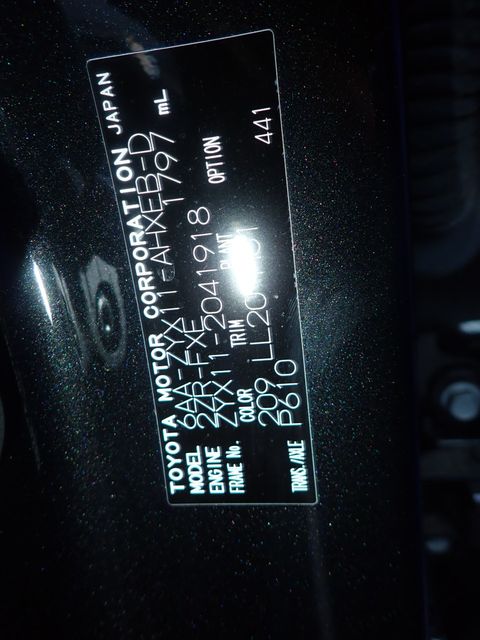 TOYOTA MOTOR CORPORATION JAPAN
MODEL 6AA-ZYX11-AHXEB-D
ENGINE 2ZR-FXE 1797 mL
FRAME No. ZYX11-2041918
COLOR TRIM PLANT OPTION
209 LL20 441
TRANS./AXLE P610